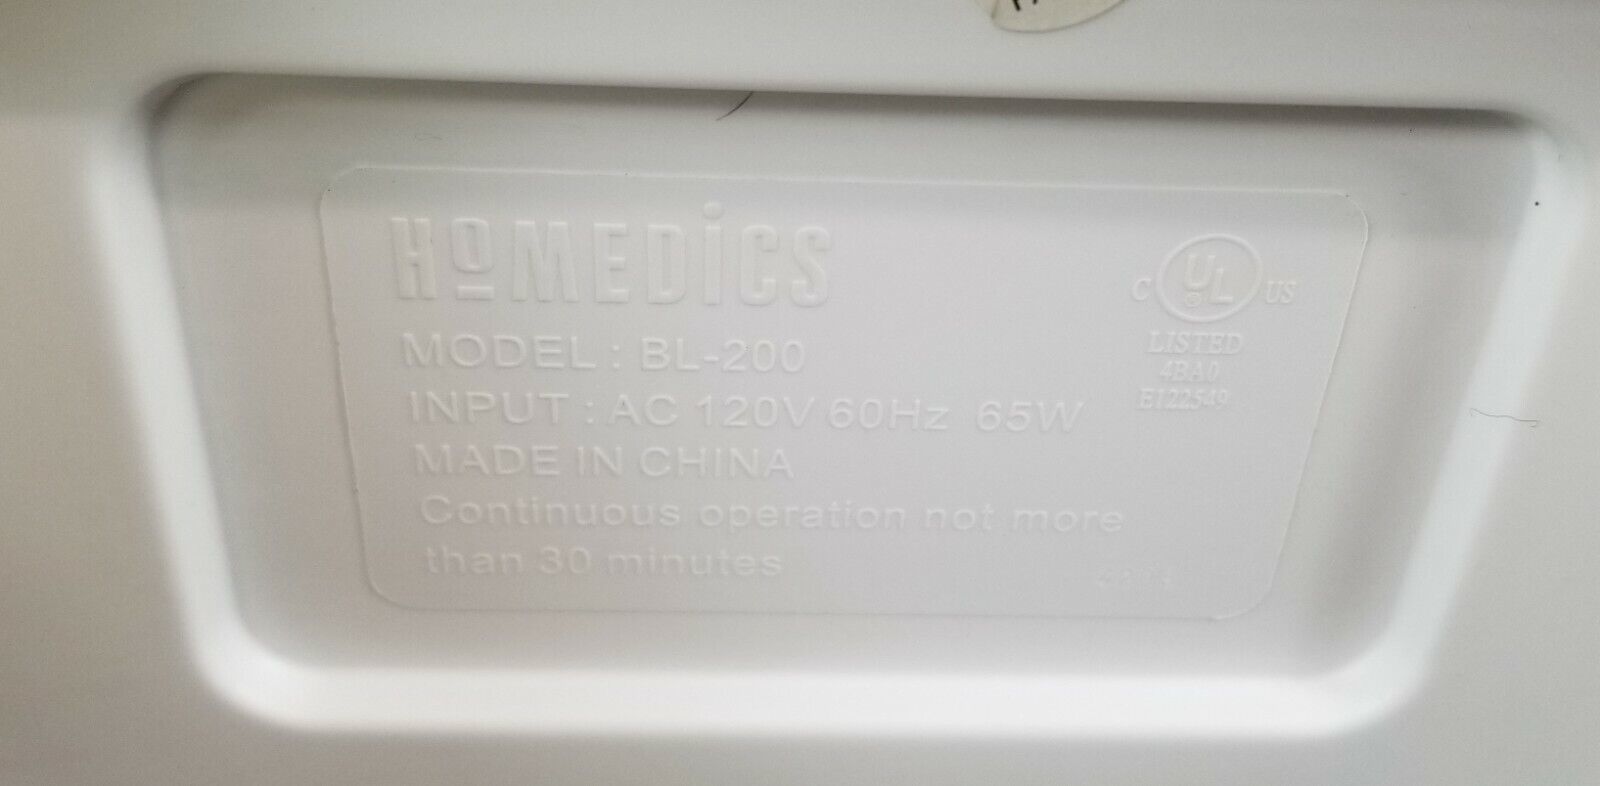 HoMEDiCS
MODEL : BL-200
INPUT : AC 120V 60Hz 65W
MADE IN CHINA
Continuous operation not more
than 30 minutes
C UL ® US
LISTED
4BA0
E122549